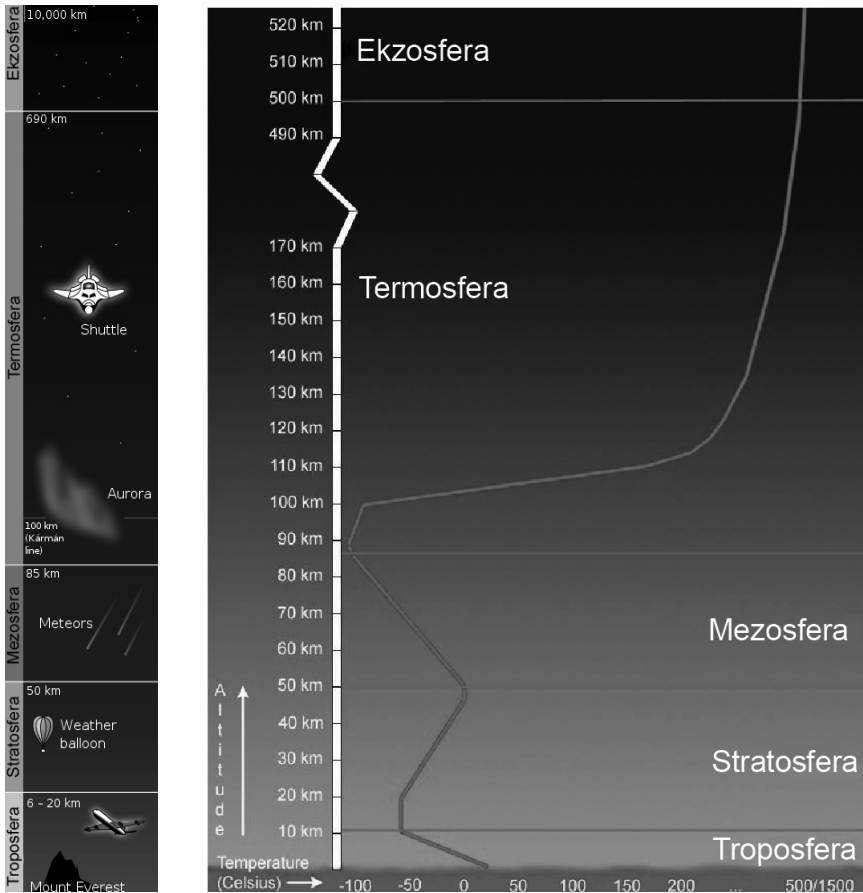 Ekzosfera
10,000 km
Termosfera
690 km
Shuttle
Aurora
100 km
(Kármán
line)
Mezosfera
85 km
Meteors
Stratosfera
50 km
Weather
balloon
Troposfera
6 – 20 km
Mount Everest
520 km
510 km
500 km
490 km
170 km
160 km
150 km
140 km
130 km
120 km
110 km
100 km
90 km
80 km
70 km
60 km
50 km
40 km
30 km
20 km
10 km
Ekzosfera
Termosfera
Mezosfera
Stratosfera
Troposfera
Altitude
Temperature
(Celsius)
-100 -50 0 50 100 150 200 ... 500/1500